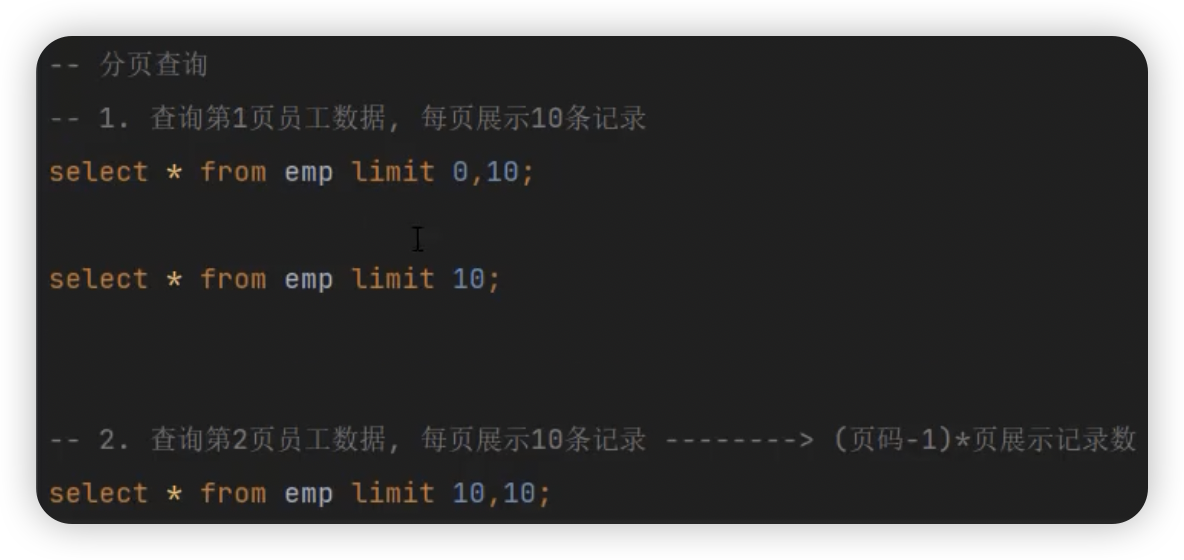 -- 分页查询
-- 1. 查询第1页员工数据, 每页展示10条记录
select * from emp limit 0,10;
select * from emp limit 10;
-- 2. 查询第2页员工数据, 每页展示10条记录 --------> (页码-1)*页展示记录数
select * from emp limit 10,10;